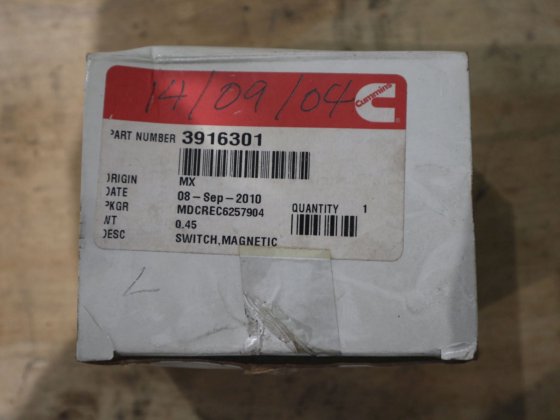 14/09/04
Cummins
PART NUMBER 3916301
ORIGIN MX
DATE 08-Sep-2010
PKGR MDCREC6257904 QUANTITY 1
WT 0.45
DESC SWITCH,MAGNETIC